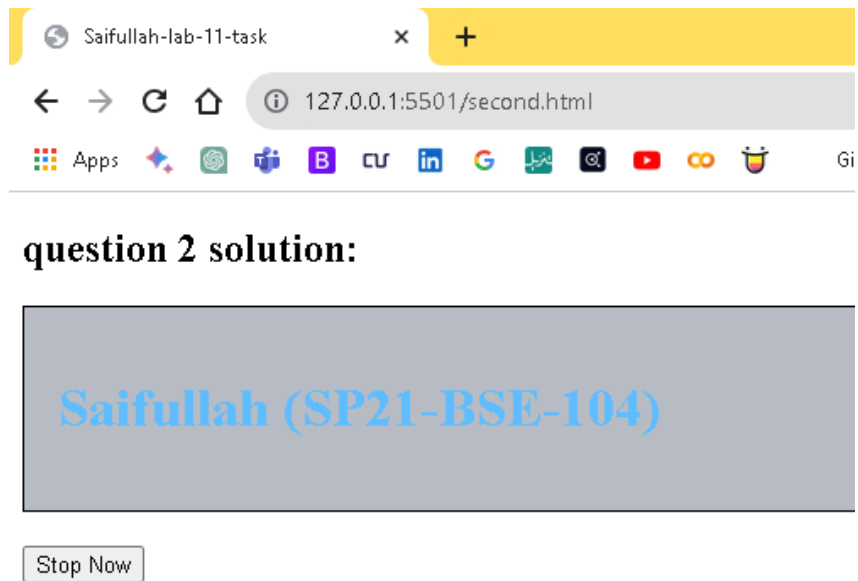 Saifullah-lab-11-task
127.0.0.1:5501/second.html
Apps B in G Gi
question 2 solution:
Saifullah (SP21-BSE-104)
Stop Now